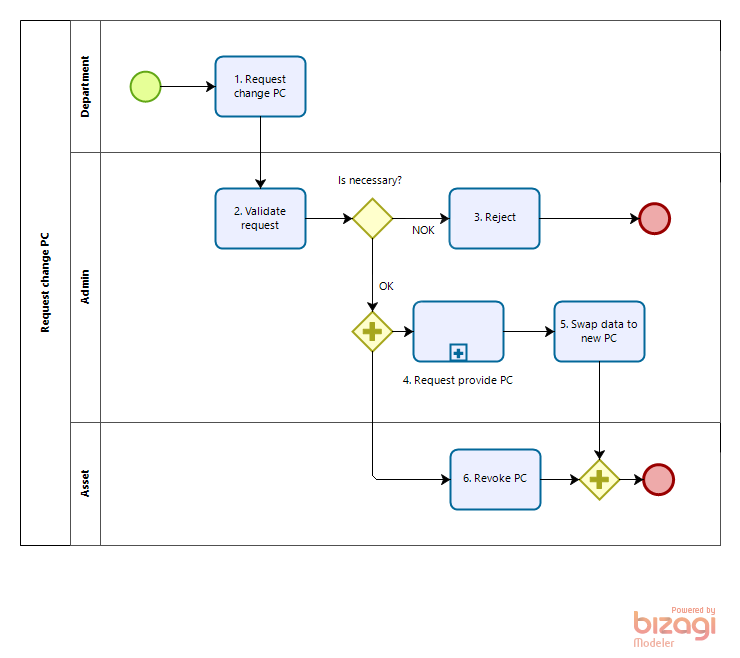 Request change PC
Department
1. Request
change PC
Admin
2. Validate
request
Is necessary?
NOK
3. Reject
OK
4. Request provide PC
5. Swap data to
new PC
Asset
6. Revoke PC
Powered by
bizagi
Modeler